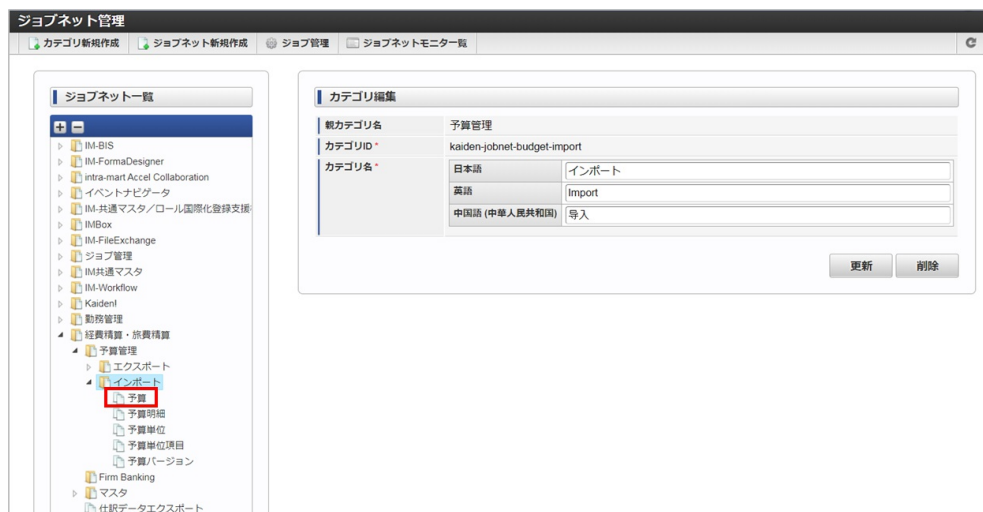 ジョブネット管理
カテゴリ新規作成 ジョブネット新規作成 ジョブ管理 ジョブネットモニター覧
ジョブネット一覧
IM-BIS
IM-FormaDesigner
intra-mart Accel Collaboration
イベントナビゲータ
IM-共通マスタ／ロール国際化登録支援
IMBox
IM-FileExchange
ジョブ管理
IM共通マスタ
IM-Workflow
Kaiden!
勤務管理
経費精算・旅費精算
予算管理
エクスポート
インポート
予算
予算明細
予算単位
予算単位項目
予算バージョン
Firm Banking
マスタ
仕訳データエクスポート
カテゴリ編集
親カテゴリ名 予算管理
カテゴリID * kaiden-jobnet-budget-import
カテゴリ名 * 日本語 インポート
英語 Import
中国語 (中華人民共和国) 导入
更新 削除